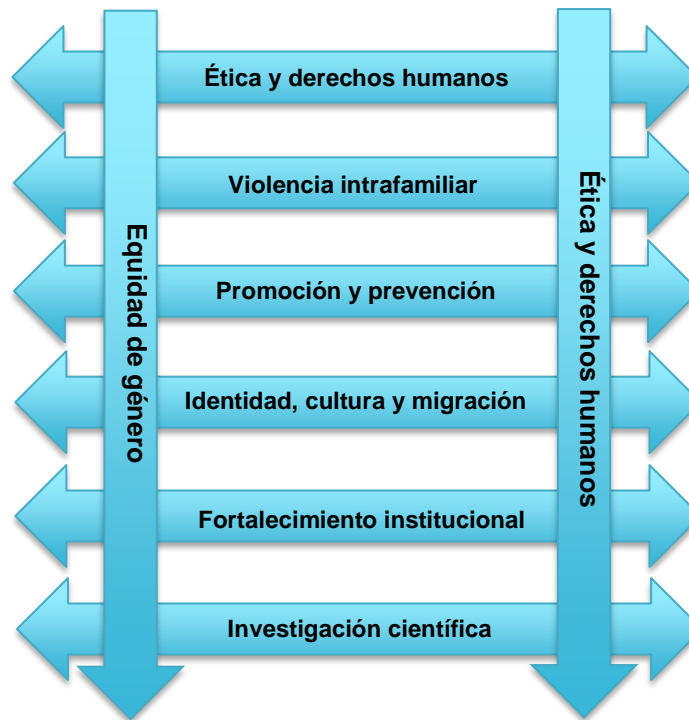 Ética y derechos humanos
Violencia intrafamiliar
Promoción y prevención
Identidad, cultura y migración
Fortalecimiento institucional
Investigación científica
Equidad de género
Ética y derechos humanos